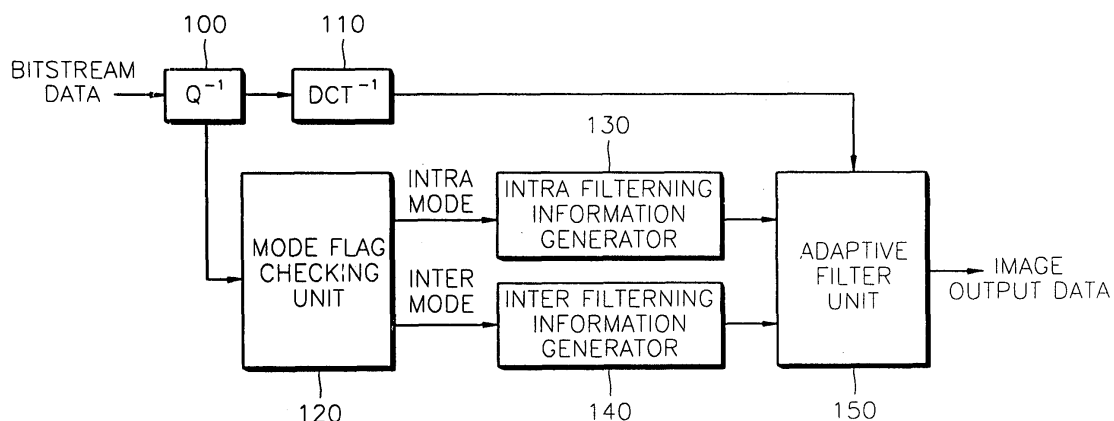 100
110
BITSTREAM
DATA
Q⁻¹
DCT⁻¹
130
INTRA
MODE
INTRA FILTERNING
INFORMATION
GENERATOR
MODE FLAG
CHECKING
UNIT
ADAPTIVE
FILTER
UNIT
IMAGE
OUTPUT DATA
INTER
MODE
INTER FILTERNING
INFORMATION
GENERATOR
120
140
150